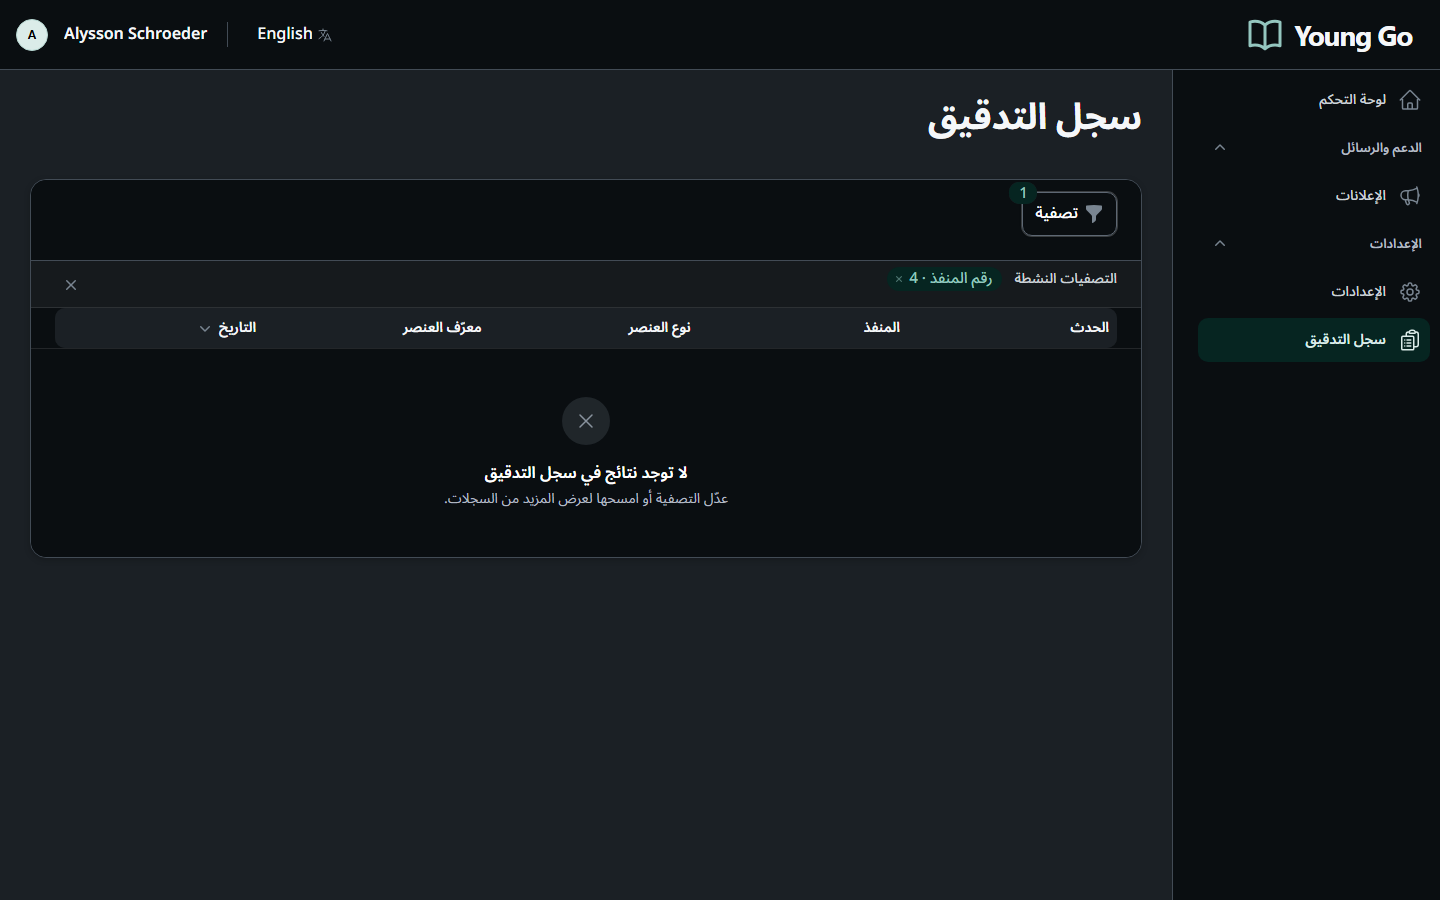 Young Go
English
Alysson Schroeder
A
لوحة التحكم
الدعم والرسائل
الإعلانات
الإعدادات
الإعدادات
سجل التدقيق
سجل التدقيق
تصفية
1
التصفيات النشطة
رقم المنفذ · 4 ×
الحدث المنفذ نوع العنصر معرّف العنصر التاريخ
لا توجد نتائج في سجل التدقيق
عدّل التصفية أو امسحها لعرض المزيد من السجلات.